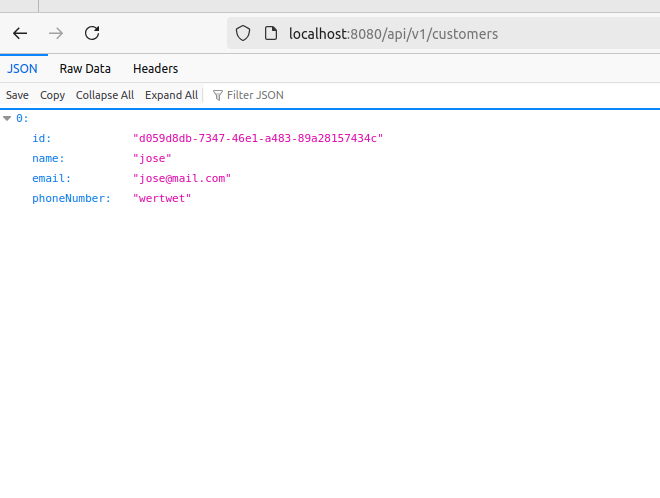 localhost:8080/api/v1/customers
JSON Raw Data Headers
Save Copy Collapse All Expand All Filter JSON
0:
id: "d059d8db-7347-46e1-a483-89a28157434c"
name: "jose"
email: "jose@mail.com"
phoneNumber: "wertwet"